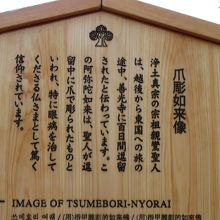 爪彫如来像
浄土真宗の宗祖親鸞聖人
は、越後から東国への旅の
途中、善光寺に百日間逗留
されたと伝わっています。こ
の阿弥陀如来は、聖人が逗
留中に爪で彫られたものと
いわれ、特に眼病を治して
くださる仏さまとして篤く
信仰されています。
IMAGE OF TSUMEBORI-NYORAI